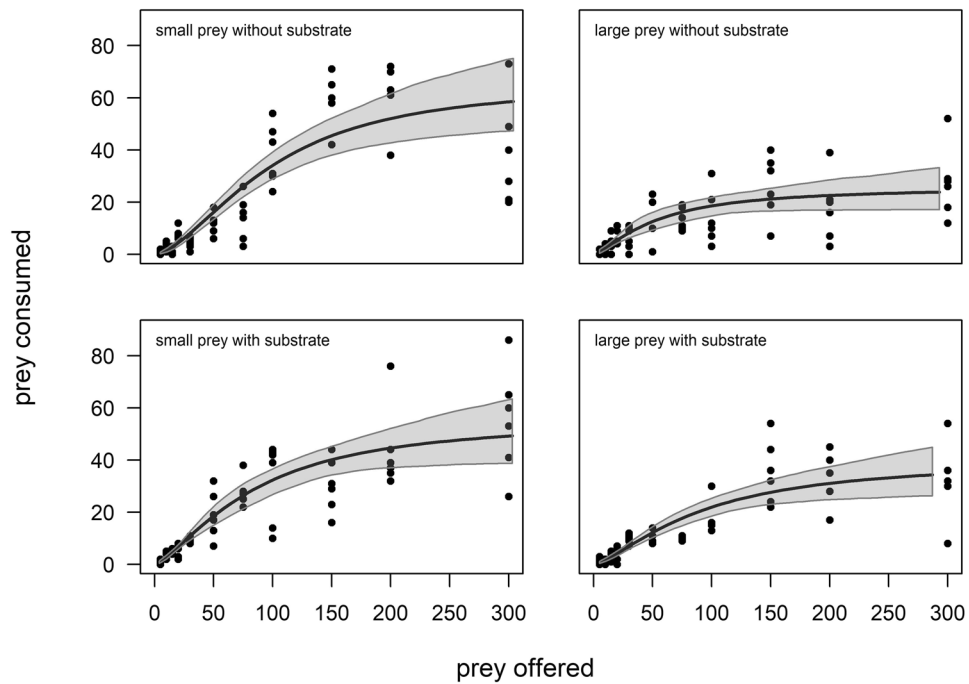 small prey without substrate
large prey without substrate
80
60
40
20
0
small prey with substrate
large prey with substrate
80
60
40
20
0
prey consumed
0 50 100 150 200 250 300
0 50 100 150 200 250 300
prey offered